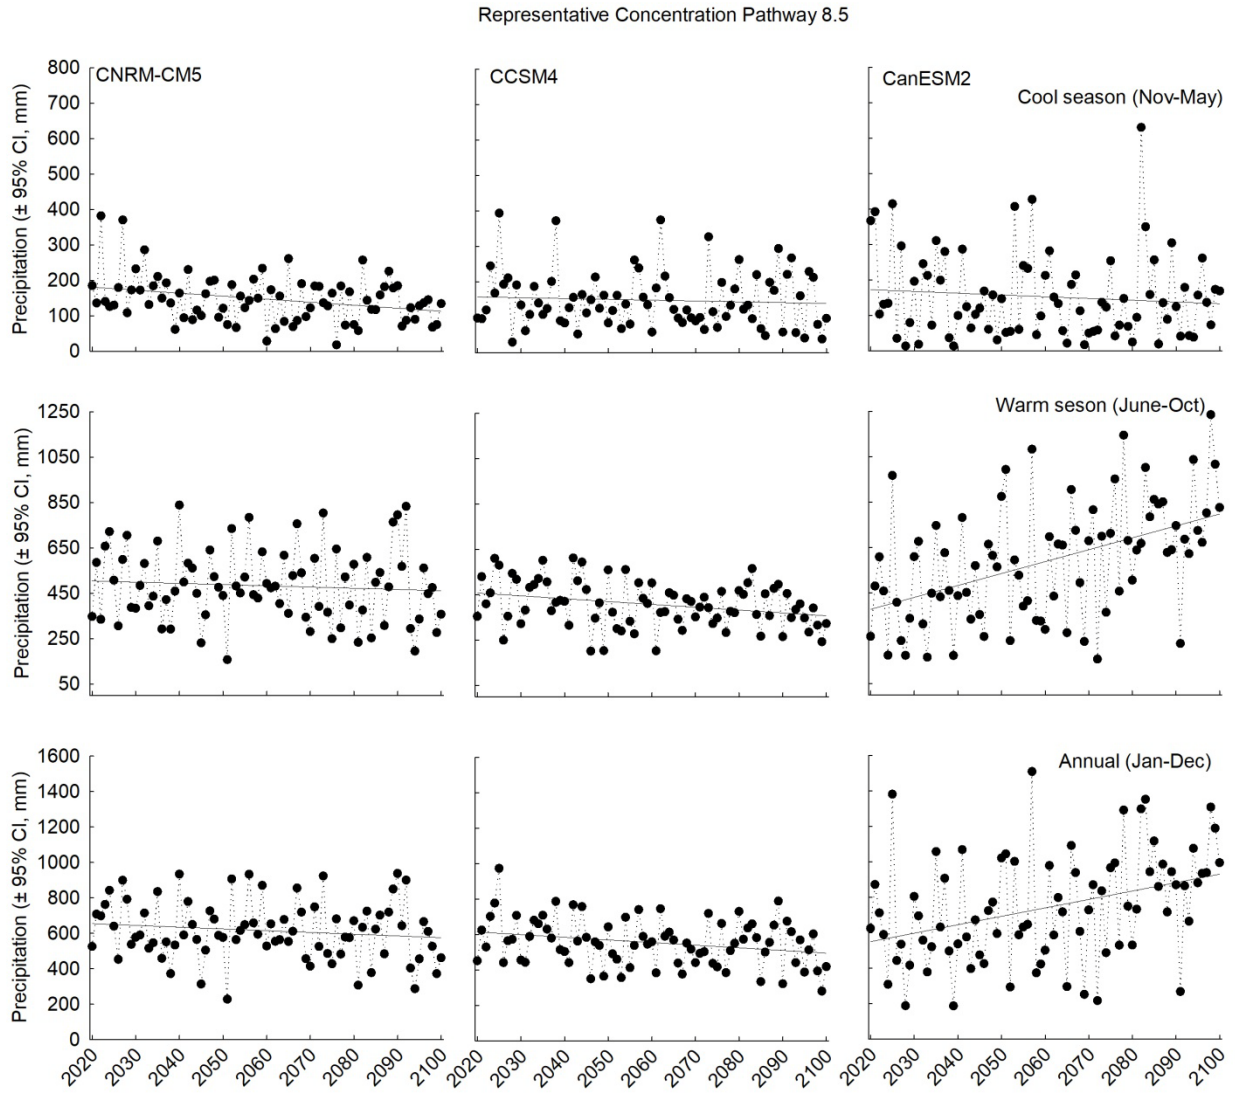 Representative Concentration Pathway 8.5
CNRM-CM5
CCSM4
CanESM2
Cool season (Nov-May)
Precipitation (± 95% CI, mm)
800
700
600
500
400
300
200
100
0
Warm seson (June-Oct)
Precipitation (± 95% CI, mm)
1250
1050
850
650
450
250
50
Annual (Jan-Dec)
Precipitation (± 95% CI, mm)
1600
1400
1200
1000
800
600
400
200
0
2020 2030 2040 2050 2060 2070 2080 2090 2100
2020 2030 2040 2050 2060 2070 2080 2090 2100
2020 2030 2040 2050 2060 2070 2080 2090 2100